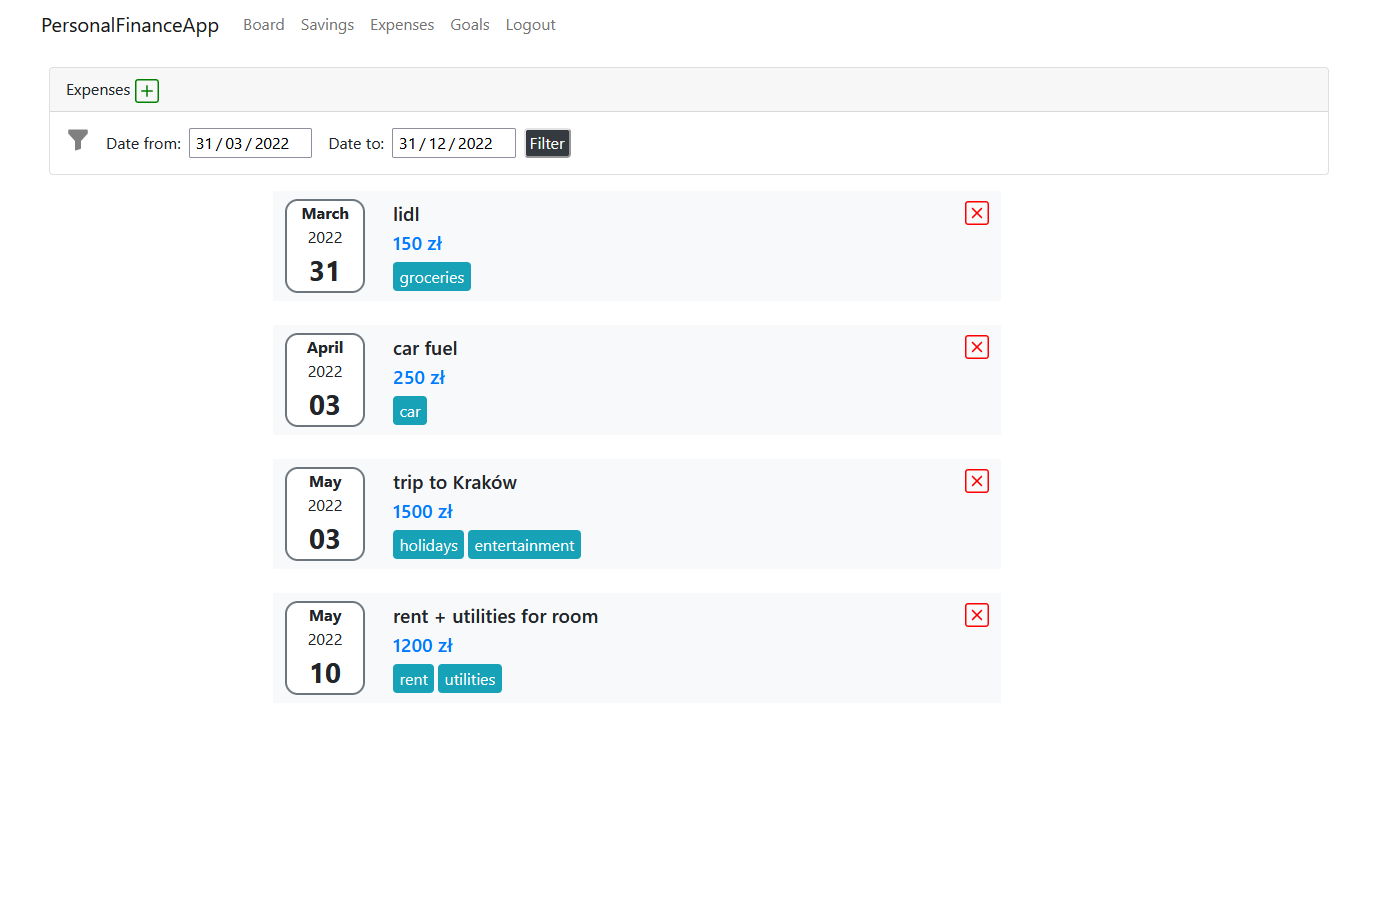 PersonalFinanceApp Board Savings Expenses Goals Logout
Expenses
Date from: 31/03/2022 Date to: 31/12/2022 Filter
March
2022
31
lidl
150 zł
groceries
April
2022
03
car fuel
250 zł
car
May
2022
03
trip to Kraków
1500 zł
holidays entertainment
May
2022
10
rent + utilities for room
1200 zł
rent utilities